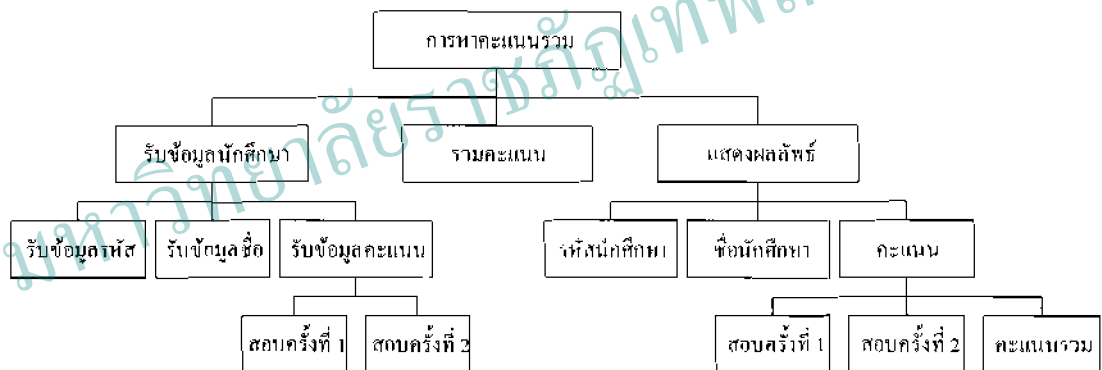 การหาคะแนนรวม
รับข้อมูลนักศึกษา
รวมคะแนน
แสดงผลลัพธ์
รับข้อมูลรหัส
รับข้อมูลชื่อ
รับข้อมูลคะแนน
รหัสนักศึกษา
ชื่อนักศึกษา
คะแนน
สอบครั้งที่ 1
สอบครั้งที่ 2
สอบครั้งที่ 1
สอบครั้งที่ 2
คะแนนรวม
มหาวิทยาลัยราชภัฏ